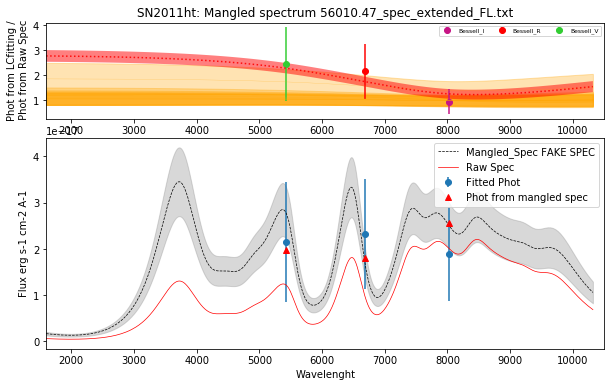 SN2011ht: Mangled spectrum 56010.47_spec_extended_FL.txt
Phot from LCfitting /
Phot from Raw Spec
4
3
2
1
Bessell_I
Bessell_R
Bessell_V
2000 3000 4000 5000 6000 7000 8000 9000 10000
1e−17
Flux erg s-1 cm-2 A-1
4
3
2
1
0
Mangled_Spec FAKE SPEC
Raw Spec
Fitted Phot
Phot from mangled spec
2000 3000 4000 5000 6000 7000 8000 9000 10000
Wavelenght